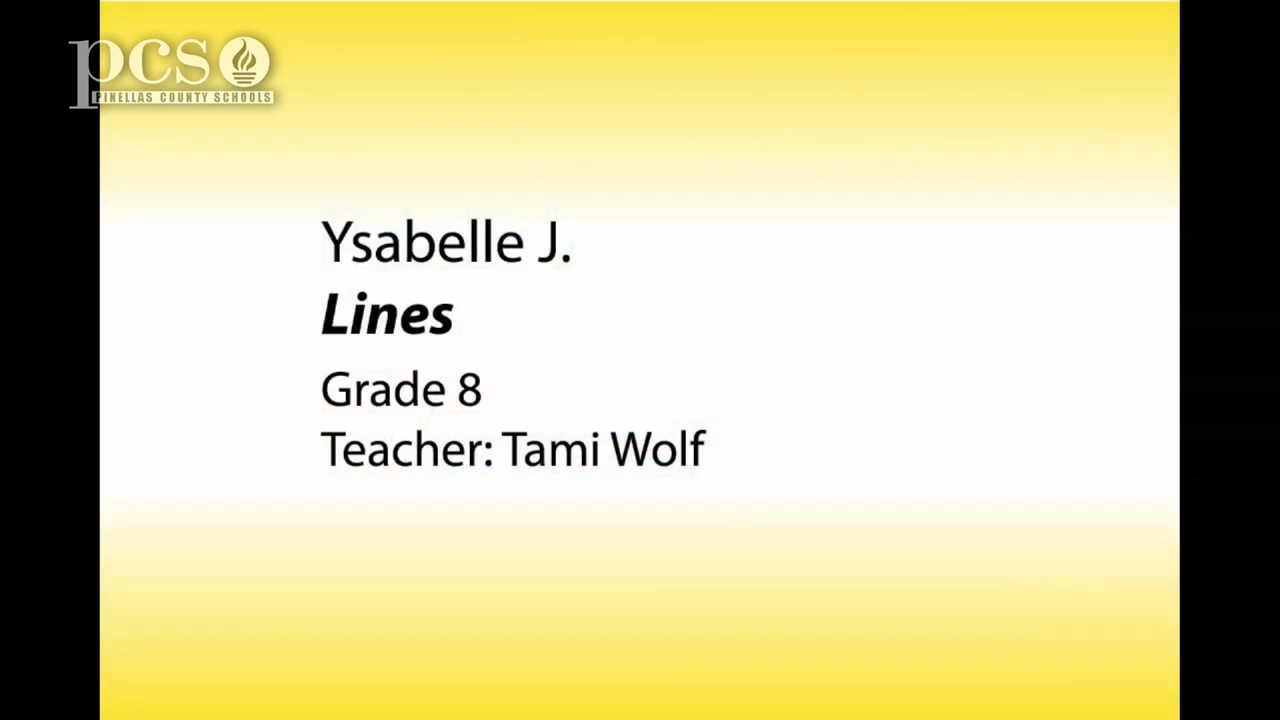 pcs
PINELLAS COUNTY SCHOOLS
Ysabelle J.
Lines
Grade 8
Teacher: Tami Wolf